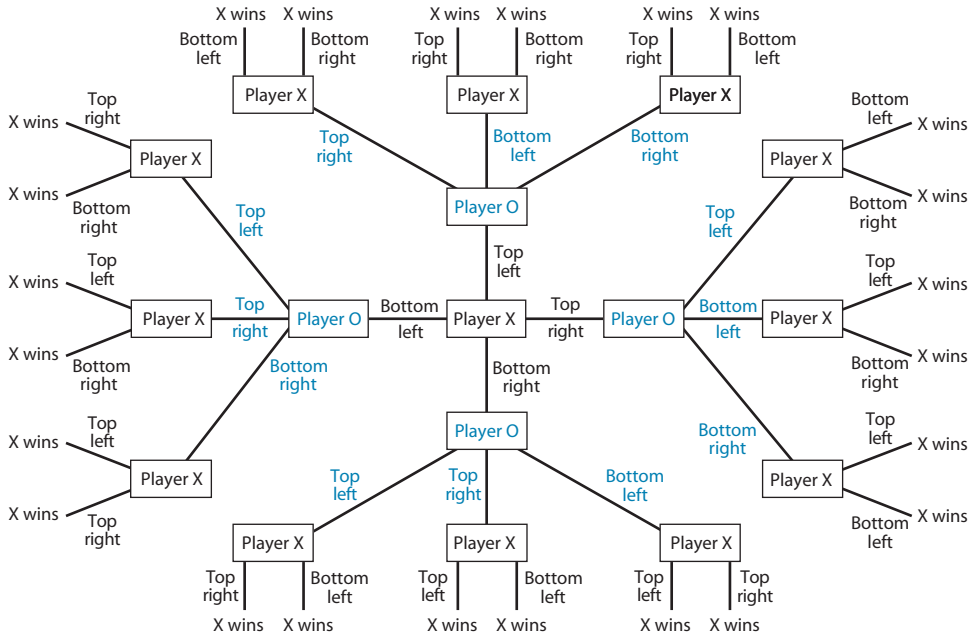 X wins X wins X wins X wins X wins X wins
Bottom left
Bottom right
Top right
Bottom right
Top right
Bottom left
Player X
Player X
Player X
Top right
Bottom left
Bottom right
Player O
Top left
X wins
Top right
Player X
X wins
Bottom right
Top left
X wins
Top left
Player X
Top right
X wins
Bottom right
Player O
Bottom left
Player X
Top right
Player O
Bottom right
X wins
Top left
Player X
X wins
Top right
Bottom left
X wins
Player X
Bottom right
X wins
Top left
Top left
X wins
Bottom left
Player X
Bottom right
X wins
Bottom right
Top left
X wins
Player X
Bottom left
X wins
Bottom right
Player O
Top left
Top right
Bottom left
Player X
Player X
Player X
Top right
Bottom left
Top left
Bottom left
Top left
Top right
X wins X wins X wins X wins X wins X wins